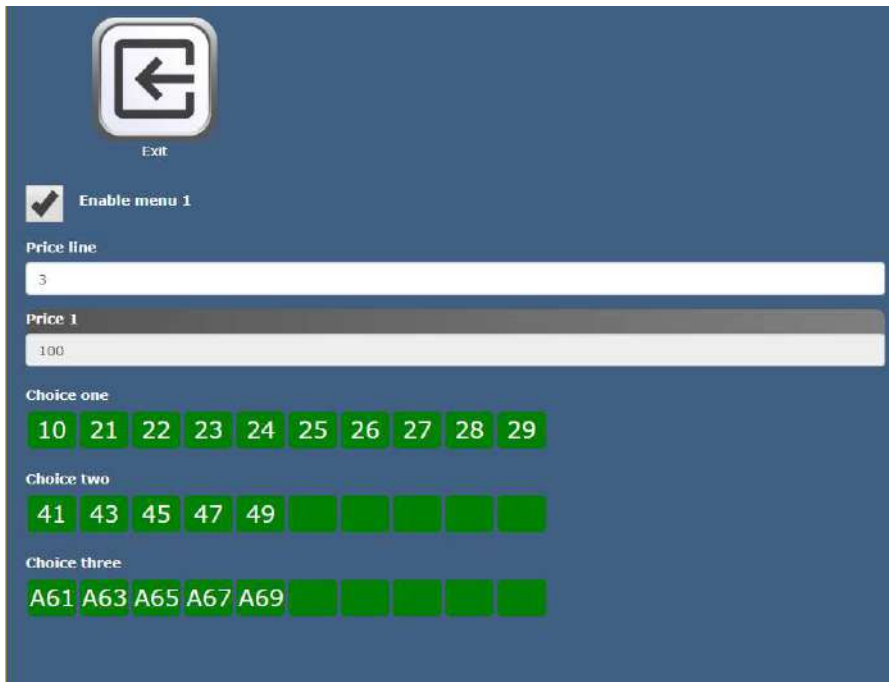 Exit
Enable menu 1
Price line
3
Price 1
100
Choice one
10 21 22 23 24 25 26 27 28 29
Choice two
41 43 45 47 49
Choice three
A61 A63 A65 A67 A69